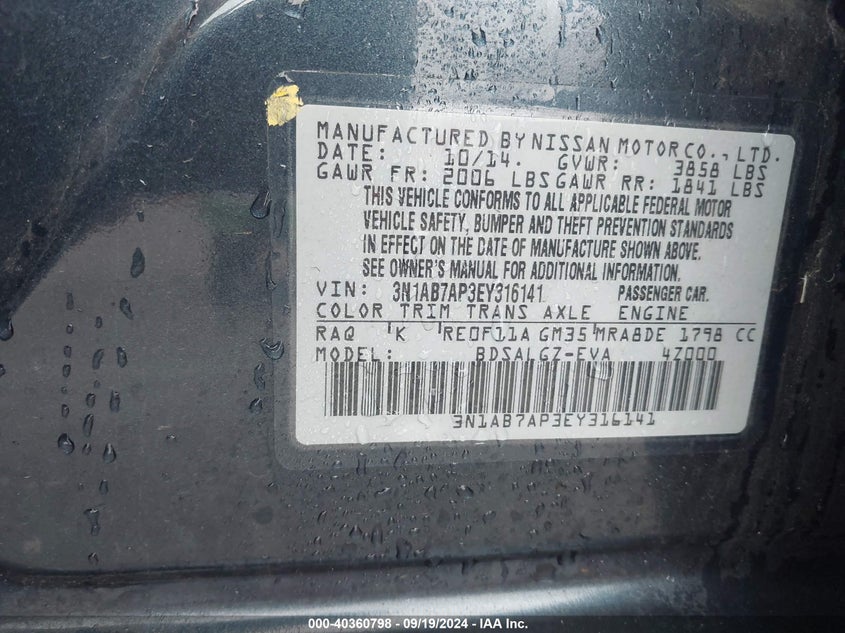 MANUFACTURED BY NISSAN MOTOR CO., LTD.
DATE: 10/14. GVWR: 3858 LBS
GAWR FR: 2006 LBS GAWR RR: 1841 LBS
THIS VEHICLE CONFORMS TO ALL APPLICABLE FEDERAL MOTOR
VEHICLE SAFETY, BUMPER AND THEFT PREVENTION STANDARDS
IN EFFECT ON THE DATE OF MANUFACTURE SHOWN ABOVE.
SEE OWNER'S MANUAL FOR ADDITIONAL INFORMATION.
VIN: 3N1AB7AP3EY316141 PASSENGER CAR.
COLOR TRIM TRANS AXLE ENGINE
RAQ K RE0F11A GM35 MRA8DE 1798 CC
MODEL: BDSALGZ-EVA 4Z000
3N1AB7AP3EY316141
000-40360798 - 09/19/2024 - IAA Inc.